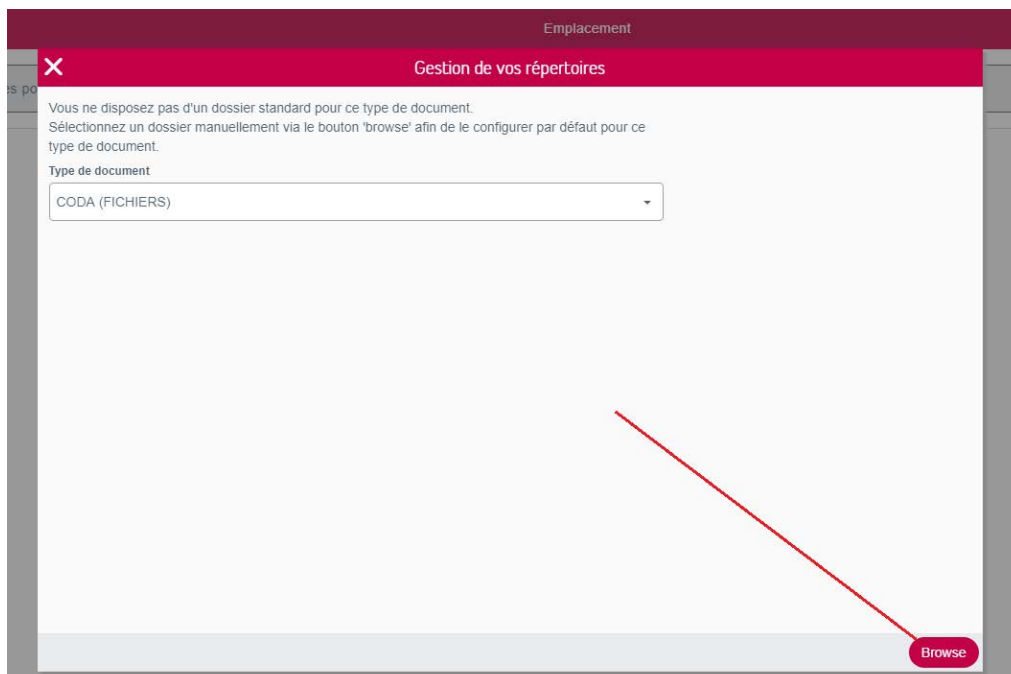 Emplacement
Gestion de vos répertoires
es po
Vous ne disposez pas d'un dossier standard pour ce type de document.
Sélectionnez un dossier manuellement via le bouton 'browse' afin de le configurer par défaut pour ce
type de document.
Type de document
CODA (FICHIERS)
Browse